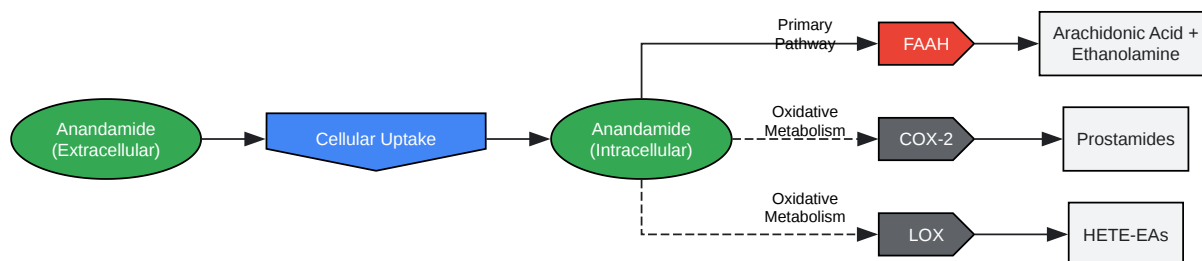 Primary
Pathway
FAAH
Arachidonic Acid +
Ethanolamine
Anandamide
(Extracellular)
Cellular Uptake
Anandamide
(Intracellular)
Oxidative
Metabolism
COX-2
Prostamides
Oxidative
Metabolism
LOX
HETE-EAs